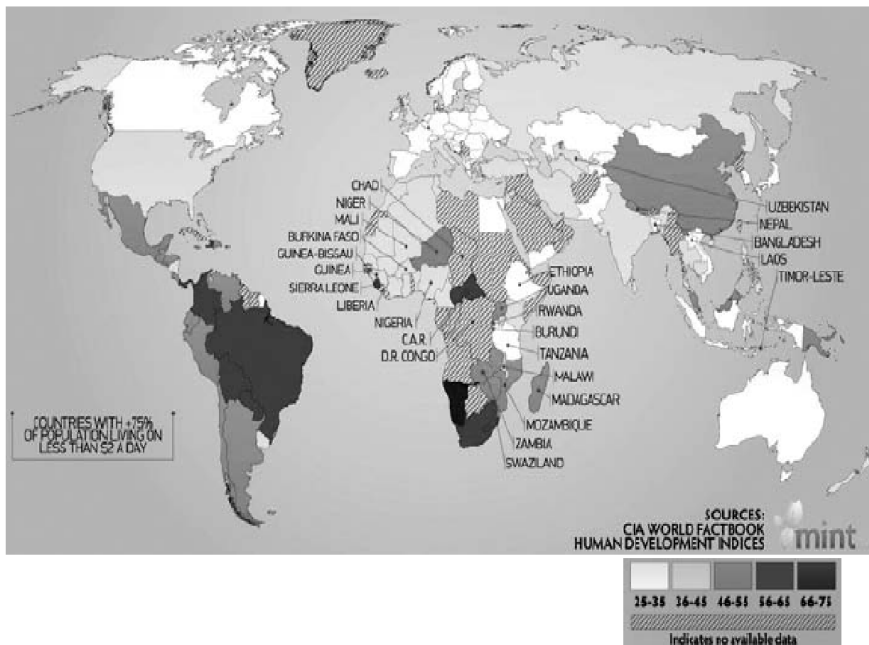 CHAD
NIGER
MALI
BURKINA FASO
GUINEA-BISSAU
GUINEA
SIERRA LEONE
LIBERIA
NIGERIA
C.A.R.
D.R. CONGO
UZBEKISTAN
NEPAL
BANGLADESH
LAOS
TIMOR-LESTE
ETHIOPIA
UGANDA
RWANDA
BURUNDI
TANZANIA
MALAWI
MADAGASCAR
MOZAMBIQUE
ZAMBIA
SWAZILAND
COUNTRIES WITH +75%
OF POPULATION LIVING ON
LESS THAN $2 A DAY
SOURCES:
CIA WORLD FACTBOOK
HUMAN DEVELOPMENT INDICES
mint
25-35 36-45 46-55 56-65 66-75
Indicates no available data